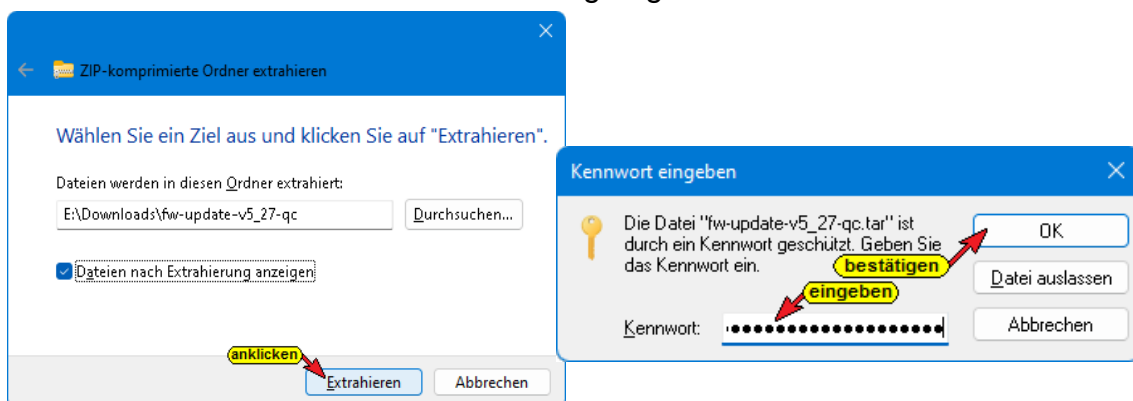 ZIP-komprimierte Ordner extrahieren
Wählen Sie ein Ziel aus und klicken Sie auf "Extrahieren".
Dateien werden in diesen Ordner extrahiert:
E:\Downloads\fw-update-v5_27-qc
Durchsuchen...
Dateien nach Extrahierung anzeigen
anklicken
Extrahieren
Abbrechen
Kennwort eingeben
Die Datei "fw-update-v5_27-qc.tar" ist
durch ein Kennwort geschützt. Geben Sie
das Kennwort ein.
bestätigen
eingeben
Kennwort:
OK
Datei auslassen
Abbrechen